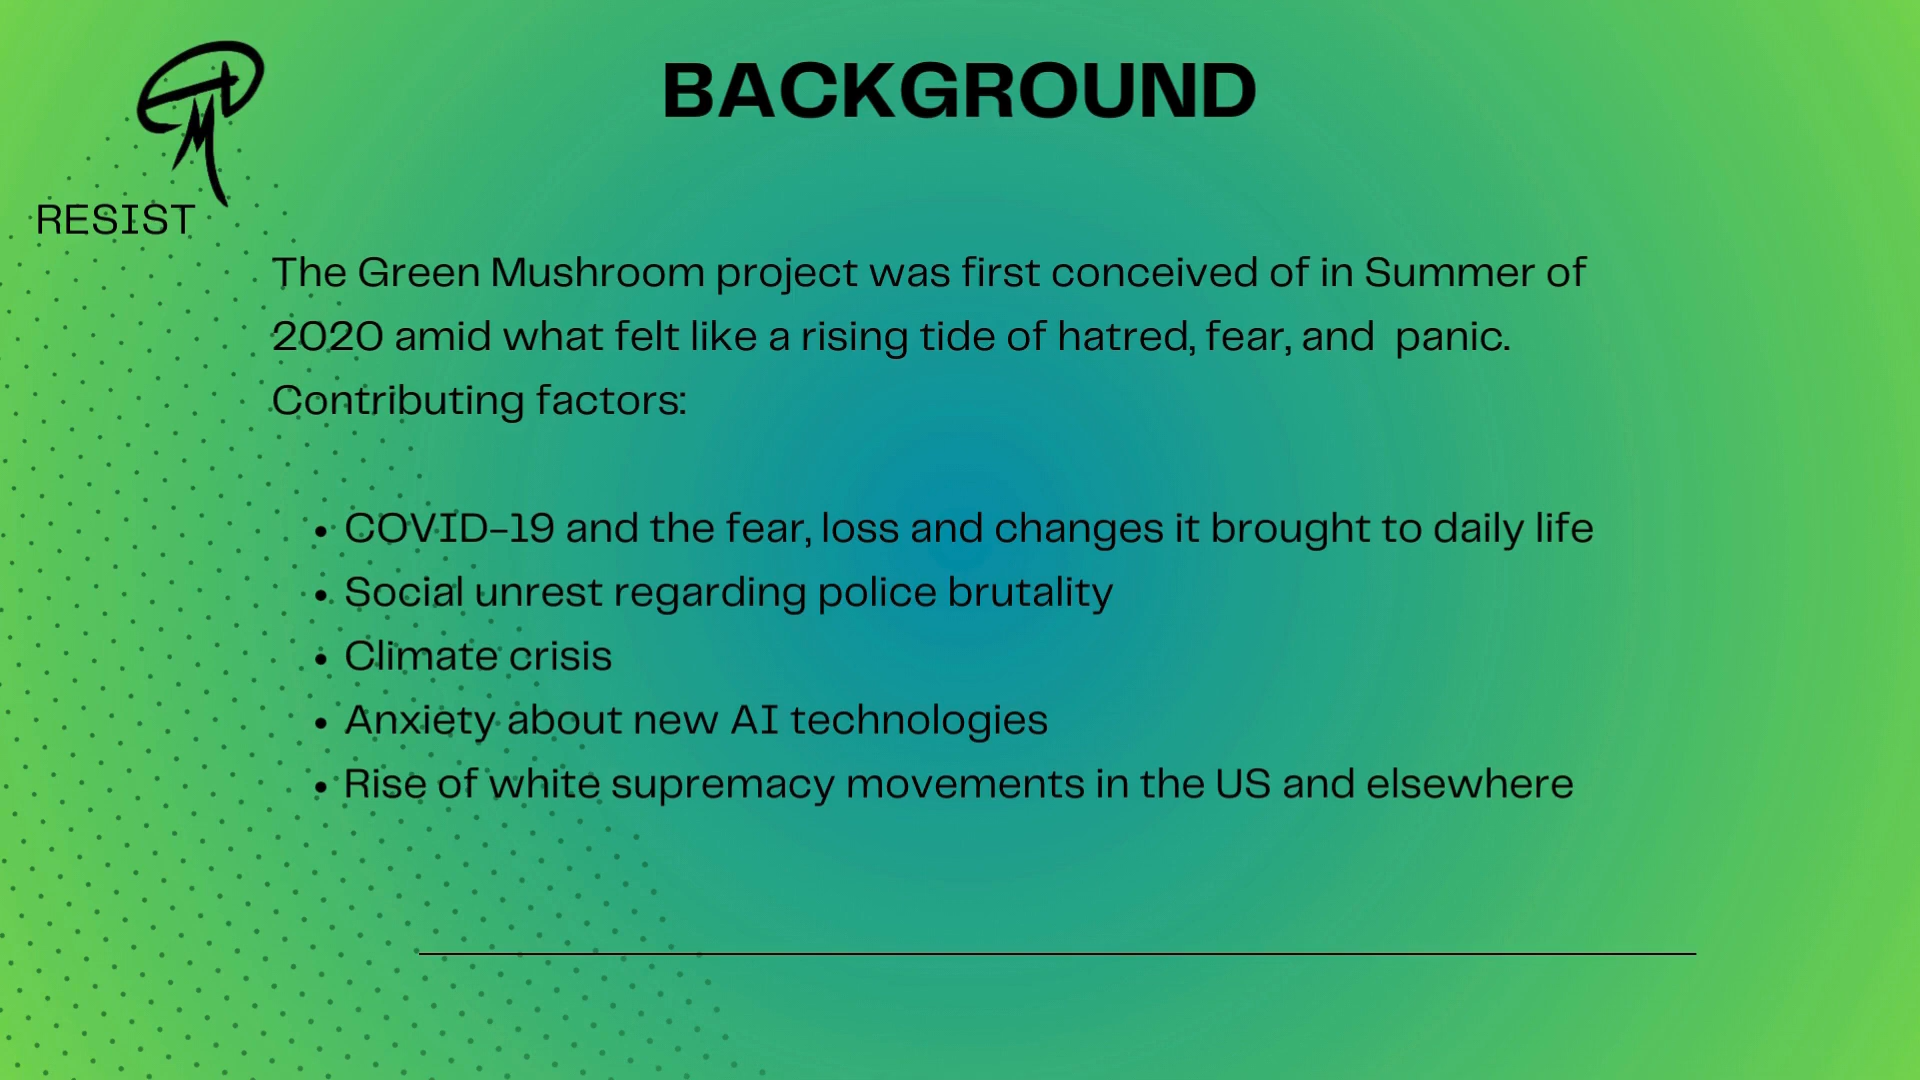 BACKGROUND
RESIST
The Green Mushroom project was first conceived of in Summer of
2020 amid what felt like a rising tide of hatred, fear, and  panic.
Contributing factors:
• COVID-19 and the fear, loss and changes it brought to daily life
• Social unrest regarding police brutality
• Climate crisis
• Anxiety about new AI technologies
• Rise of white supremacy movements in the US and elsewhere